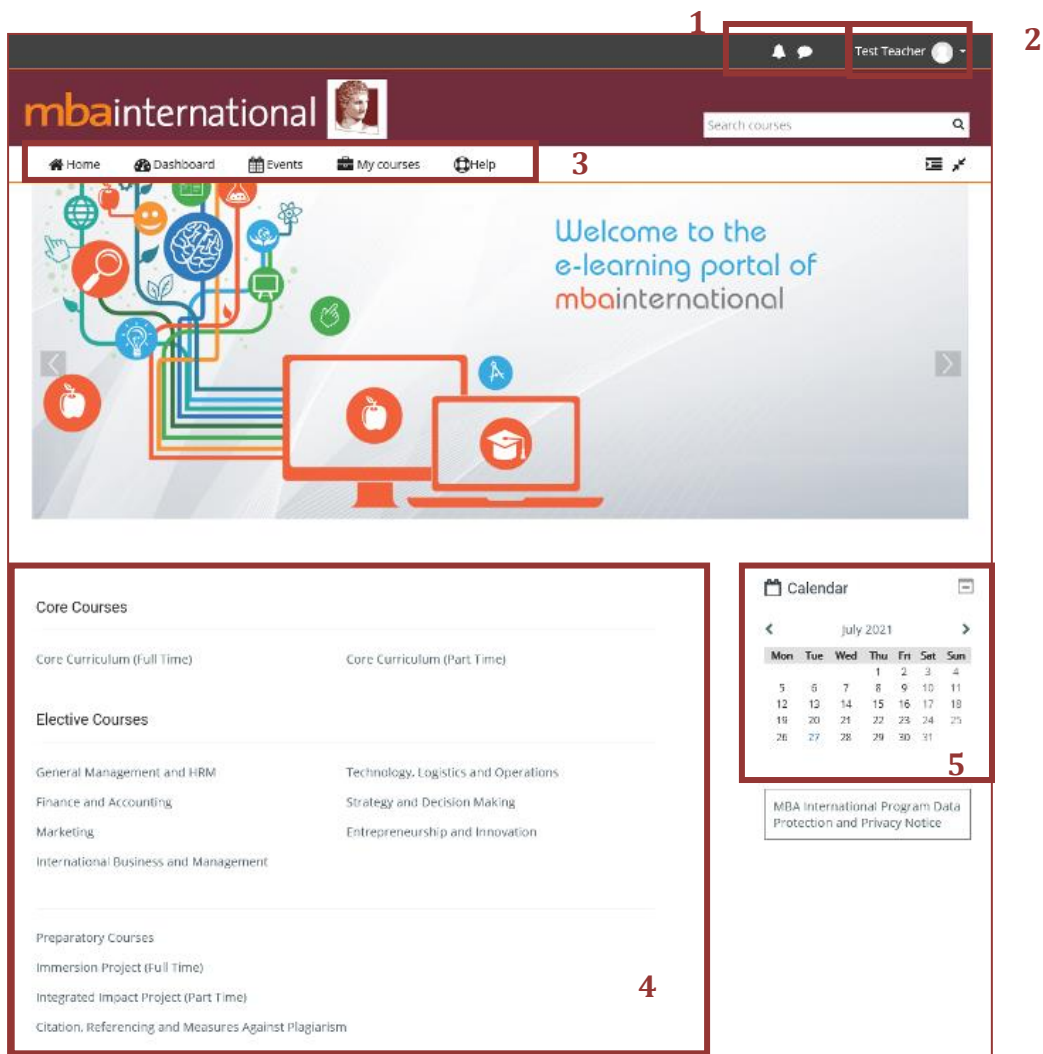 1
2
Test Teacher
mbainternational
Search courses
Home Dashboard Events My courses Help
3
Welcome to the
e-learning portal of
mbainternational
Core Courses
Core Curriculum (Full Time) Core Curriculum (Part Time)
Elective Courses
General Management and HRM Technology, Logistics and Operations
Finance and Accounting Strategy and Decision Making
Marketing Entrepreneurship and Innovation
International Business and Management
Preparatory Courses
Immersion Project (Full Time)
Integrated Impact Project (Part Time)
Citation, Referencing and Measures Against Plagiarism
4
Calendar
July 2021
Mon Tue Wed Thu Fri Sat Sun
1 2 3 4
5 6 7 8 9 10 11
12 13 14 15 16 17 18
19 20 21 22 23 24 25
26 27 28 29 30 31
5
MBA International Program Data
Protection and Privacy Notice